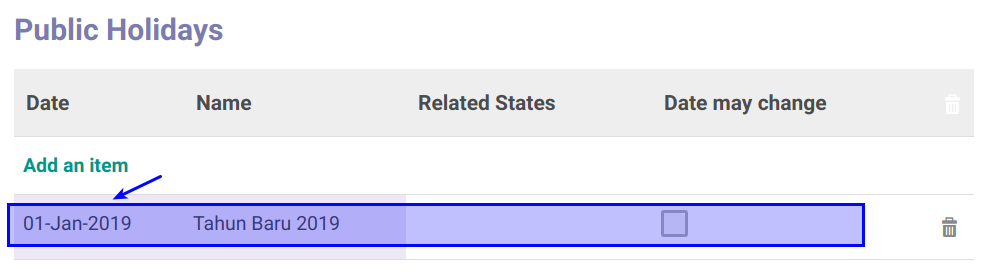 Public Holidays
Date Name Related States Date may change
Add an item
01-Jan-2019 Tahun Baru 2019